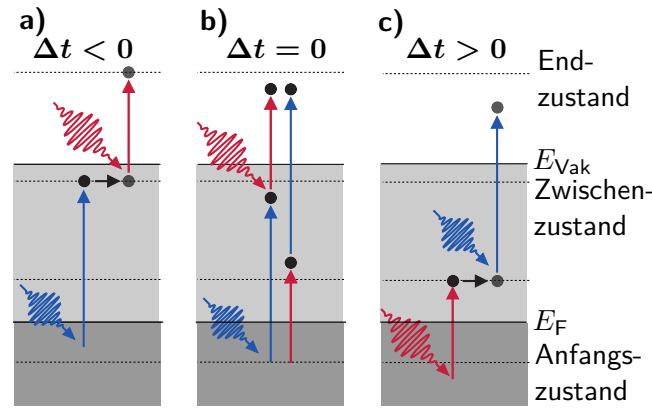 a)
Δt < 0
b)
Δt = 0
c)
Δt > 0
End-
zustand
E_Vak
Zwischen-
zustand
E_F
Anfangs-
zustand